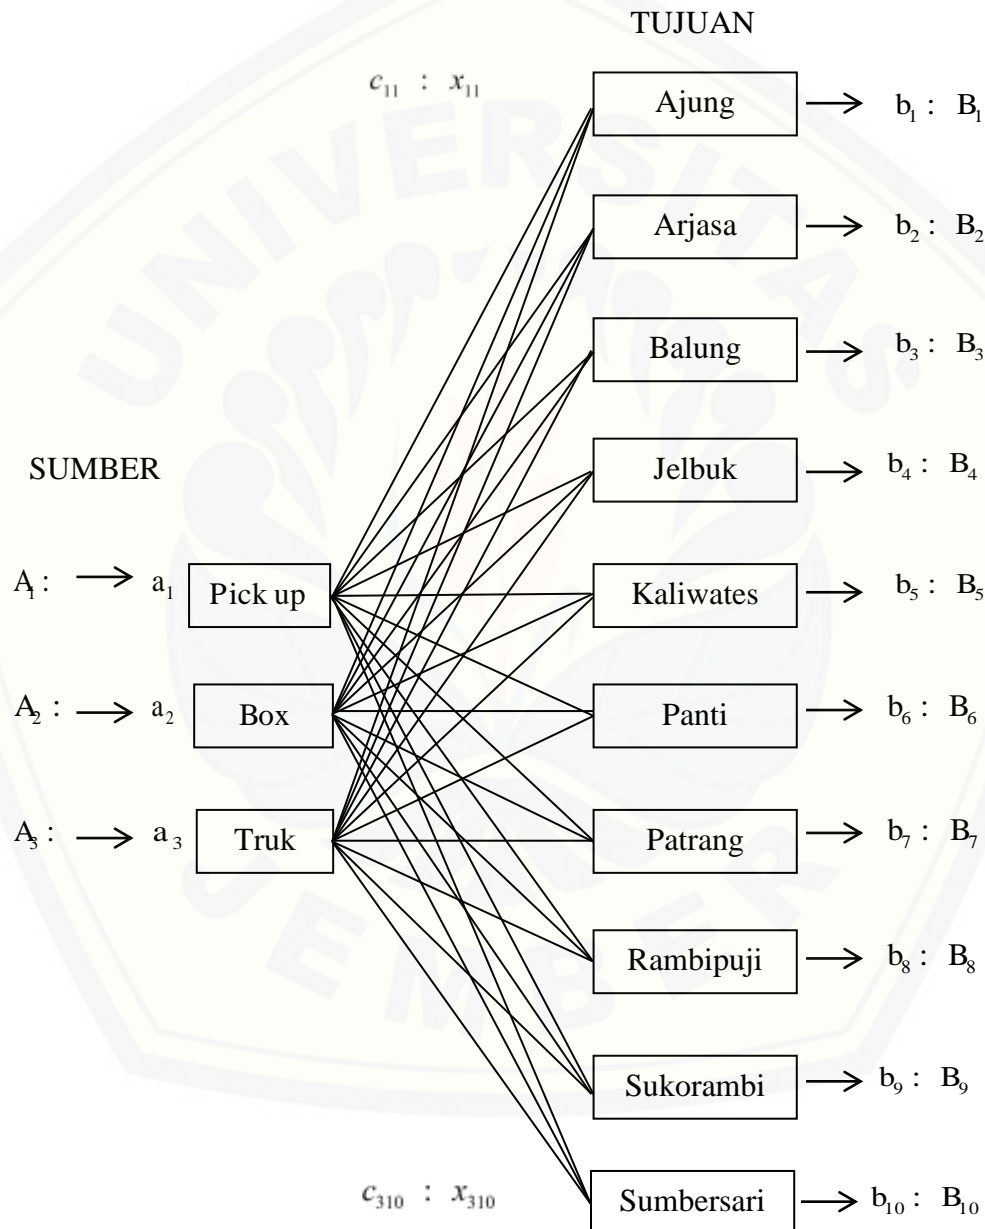 TUJUAN
c₁₁ : x₁₁
Ajung
b₁ : B₁
Arjasa
b₂ : B₂
Balung
b₃ : B₃
SUMBER
Jelbuk
b₄ : B₄
A₁ :
a₁
Pick up
Kaliwates
b₅ : B₅
A₂ :
a₂
Box
Panti
b₆ : B₆
A₃ :
a₃
Truk
Patrang
b₇ : B₇
Rambipuji
b₈ : B₈
Sukorambi
b₉ : B₉
c₃₁₀ : x₃₁₀
Sumbersari
b₁₀ : B₁₀
UNIVERSITAS
JEMBER